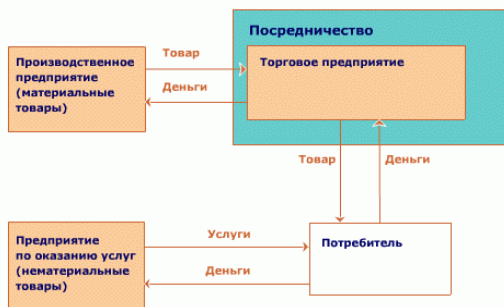 Посредничество
Производственное
предприятие
(материальные
товары)
Товар
Деньги
Торговое предприятие
Товар
Деньги
Предприятие
по оказанию услуг
(нематериальные
товары)
Услуги
Деньги
Потребитель